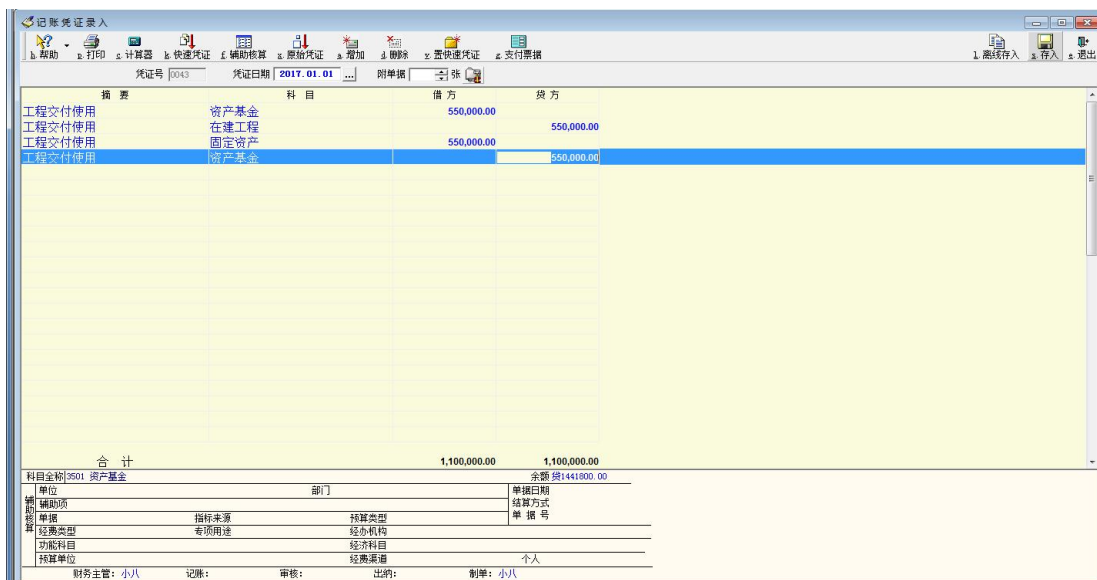 记账凭证录入
h.帮助 p.打印 c.计算器 k.快速凭证 f.辅助核算 x.原始凭证 a.增加 d.删除 y.置快速凭证 z.支付票据 l.离线存入 s.存入 e.退出
凭证号 0043 凭证日期 2017.01.01 ... 附单据 张
摘 要 科 目 借 方 贷 方
工程交付使用 资产基金 550,000.00
工程交付使用 在建工程 550,000.00
工程交付使用 固定资产 550,000.00
工程交付使用 资产基金 550,000.00
合 计 1,100,000.00 1,100,000.00
科目全称 3501 资产基金 余额 贷1441800.00
辅助核算
单位 部门 单据日期
辅助项 结算方式
单据 指标来源 预算类型 单 据 号
经费类型 专项用途 经办机构
功能科目 经济科目
预算单位 经费渠道 个人
财务主管: 小八 记账: 审核: 出纳: 制单: 小八